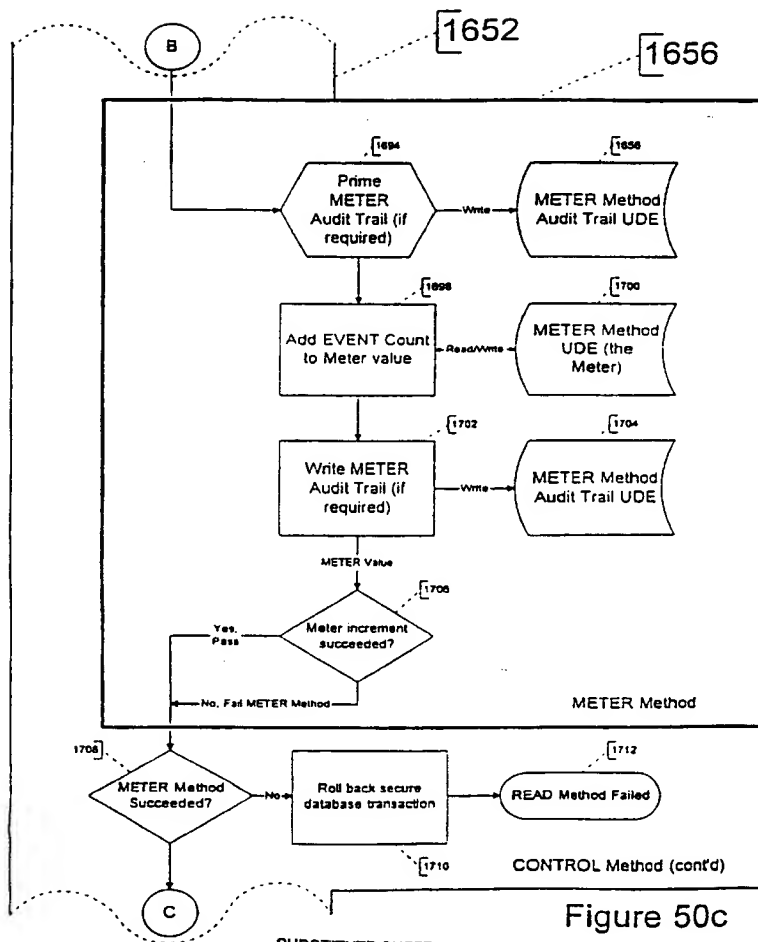 B
1652
1656
1694
Prime
METER
Audit Trail (if
required)
Write
1656
METER Method
Audit Trail UDE
1698
Add EVENT Count
to Meter value
Read/Write
1700
METER Method
UDE (the
Meter)
1702
Write METER
Audit Trail (if
required)
Write
1704
METER Method
Audit Trail UDE
METER Value
1706
Meter increment
succeeded?
Yes,
Pass
No, Fail METER Method
METER Method
1708
METER Method
Succeeded?
No
Roll back secure
database transaction
1710
1712
READ Method Failed
CONTROL Method (cont'd)
C
Figure 50c